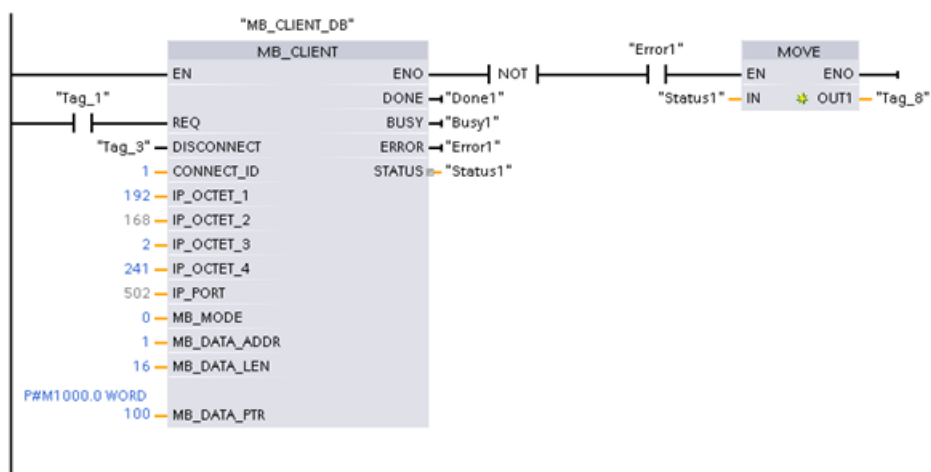 "MB_CLIENT_DB"
MB_CLIENT
"Error1"
MOVE
EN
ENO
NOT
EN
ENO
"Tag_1"
DONE
"Done1"
"Status1"
IN
OUT1
"Tag_8"
REQ
BUSY
"Busy1"
"Tag_3"
DISCONNECT
ERROR
"Error1"
1
CONNECT_ID
STATUS
"Status1"
192
IP_OCTET_1
168
IP_OCTET_2
2
IP_OCTET_3
241
IP_OCTET_4
502
IP_PORT
0
MB_MODE
1
MB_DATA_ADDR
16
MB_DATA_LEN
P#M1000.0 WORD
100
MB_DATA_PTR